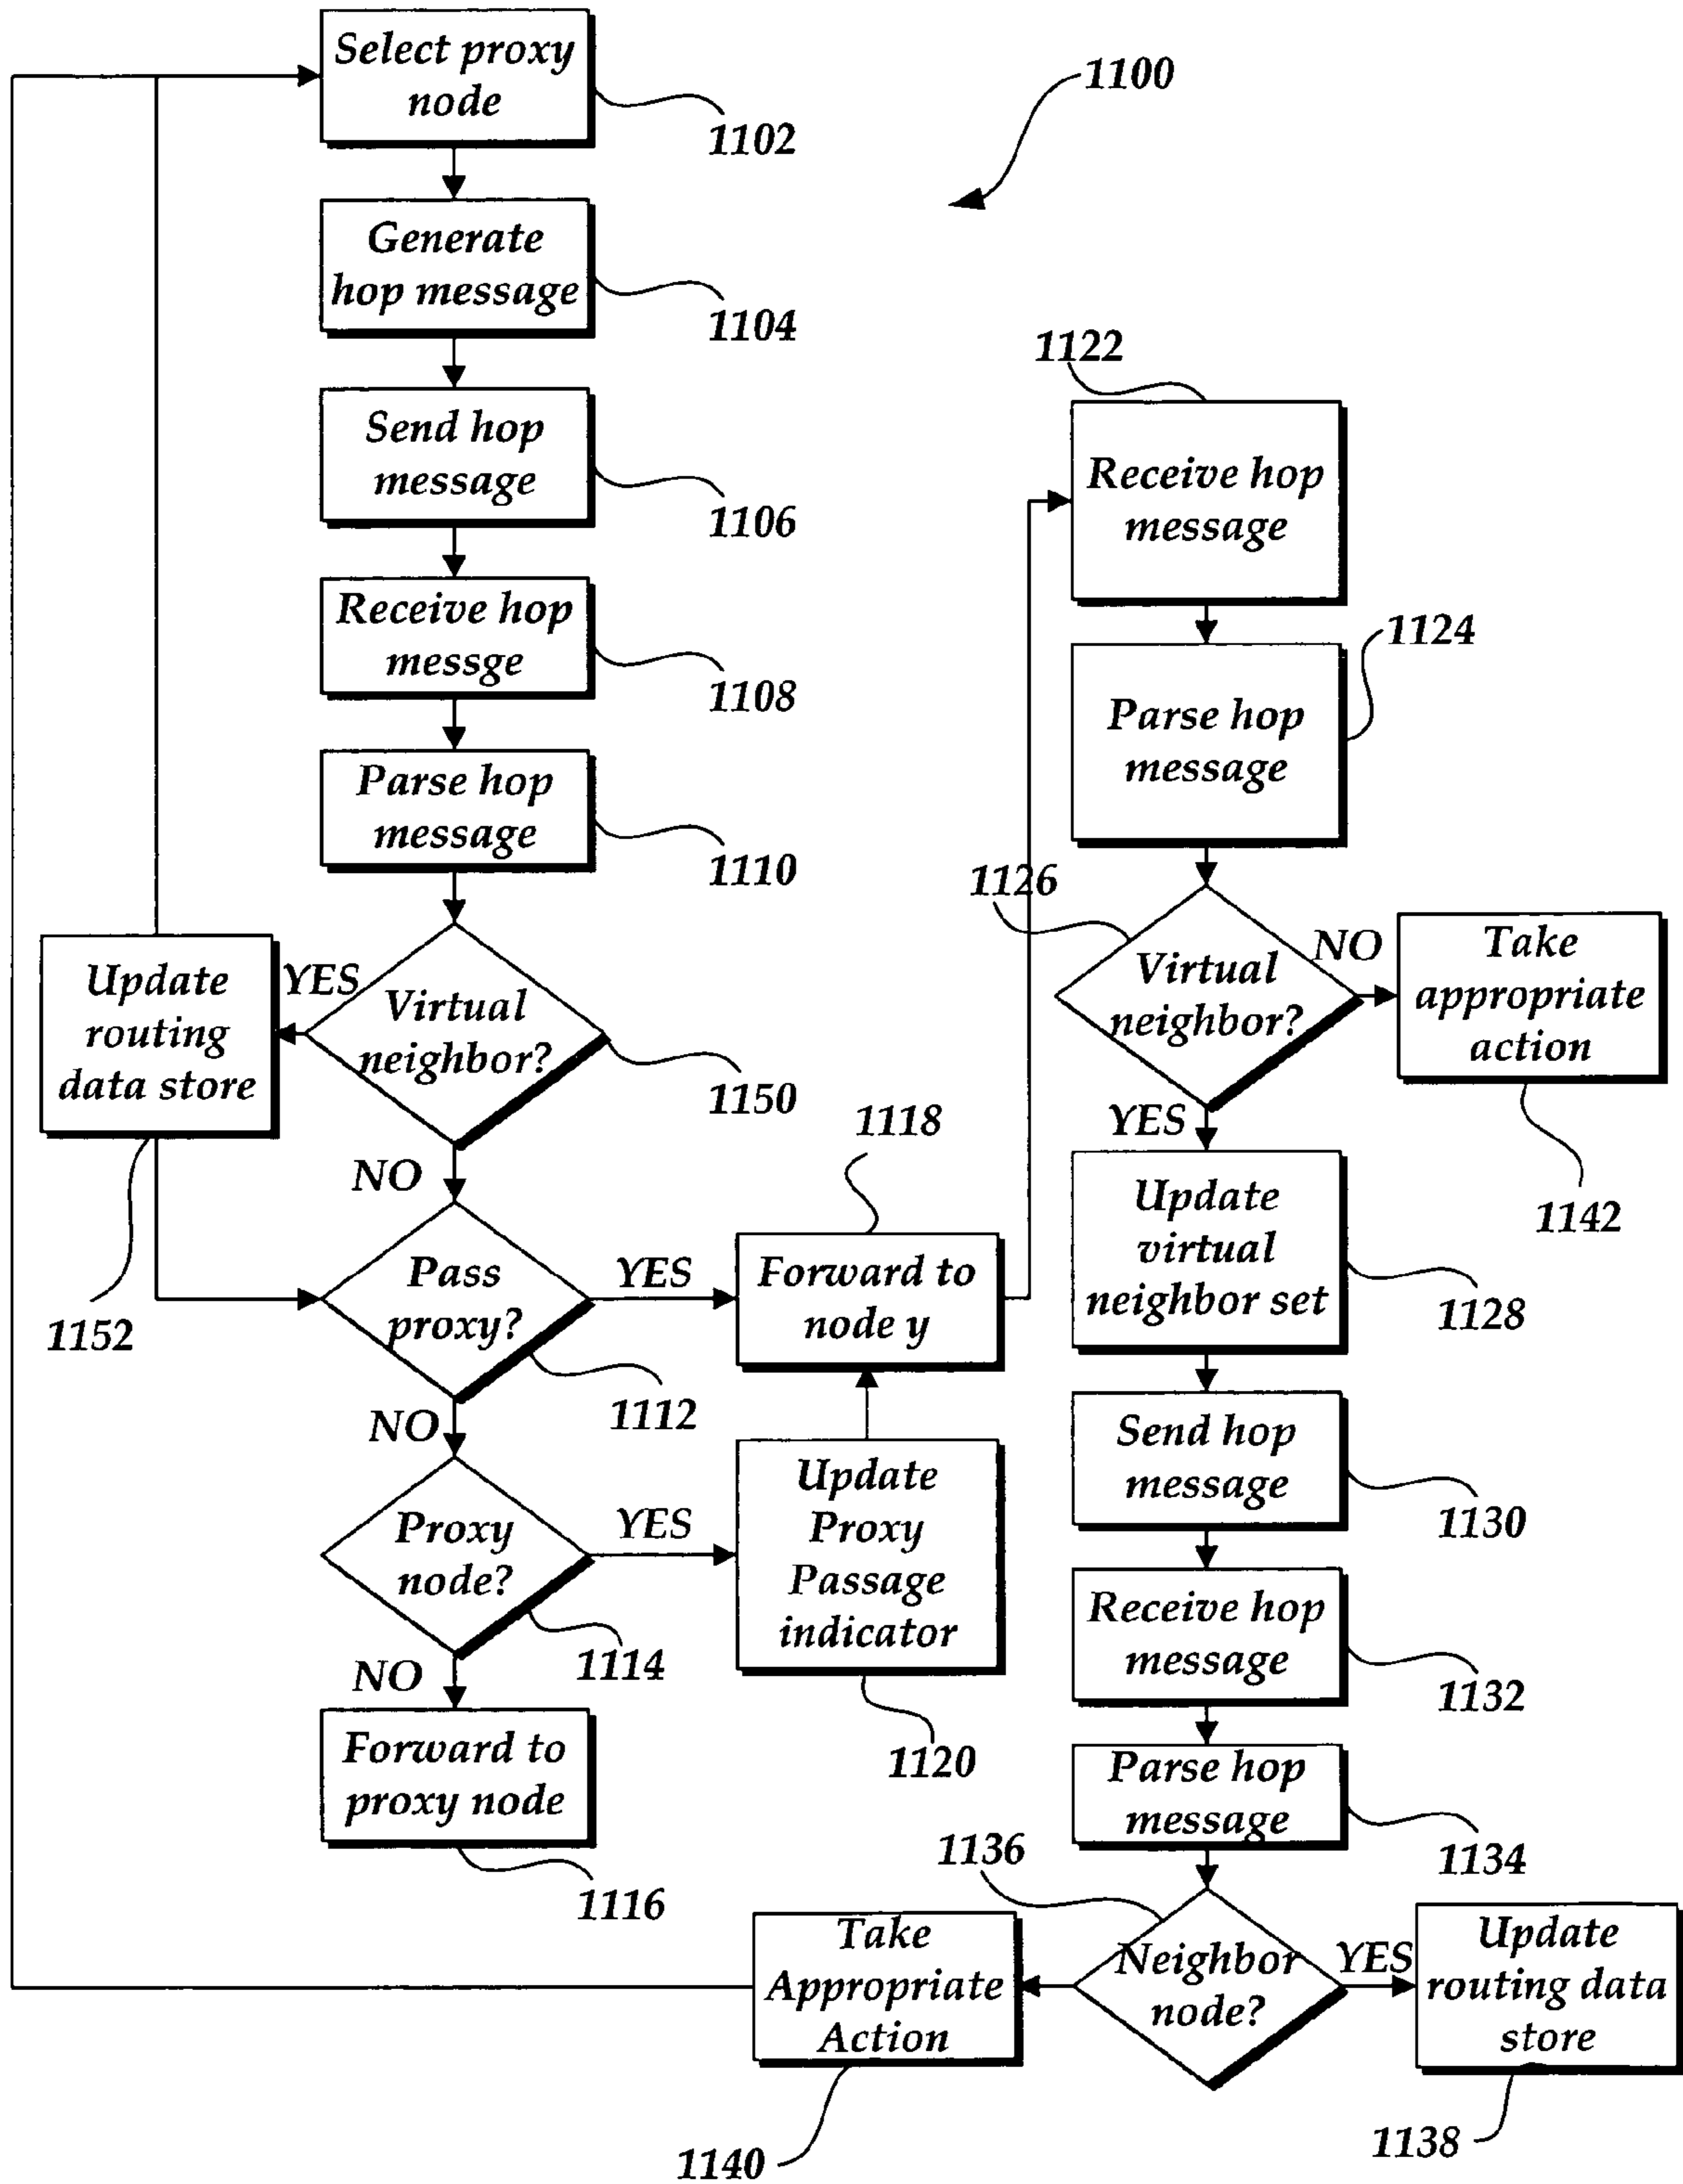 Select proxy
node
1102
1100
Generate
hop message
1104
Send hop
message
1106
Receive hop
messge
1108
Parse hop
message
1110
Virtual
neighbor?
1150
YES
NO
Update
routing
data store
1152
Pass
proxy?
1112
YES
NO
Forward to
node y
1118
Proxy
node?
1114
YES
NO
Update
Proxy
Passage
indicator
1120
Forward to
proxy node
1116
1122
Receive hop
message
1124
Parse hop
message
1126
Virtual
neighbor?
NO
YES
Take
appropriate
action
1142
Update
virtual
neighbor set
1128
Send hop
message
1130
Receive hop
message
1132
Parse hop
message
1134
1136
Neighbor
node?
YES
Update
routing data
store
1138
Take
Appropriate
Action
1140